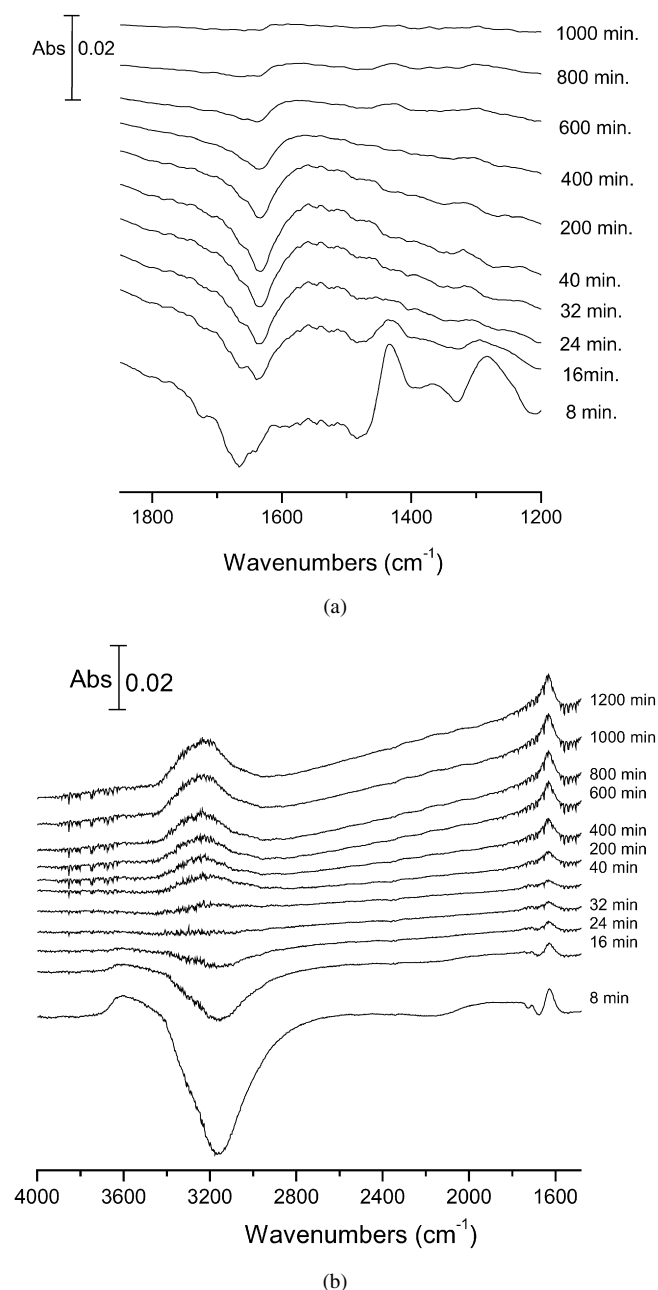 Abs 0.02
1000 min.
800 min.
600 min.
400 min.
200 min.
40 min.
32 min.
24 min.
16min.
8 min.
1800 1600 1400 1200
Wavenumbers (cm⁻¹)
(a)
Abs 0.02
1200 min
1000 min
800 min
600 min
400 min
200 min
40 min
32 min
24 min
16 min
8 min
4000 3600 3200 2800 2400 2000 1600
Wavenumbers (cm⁻¹)
(b)